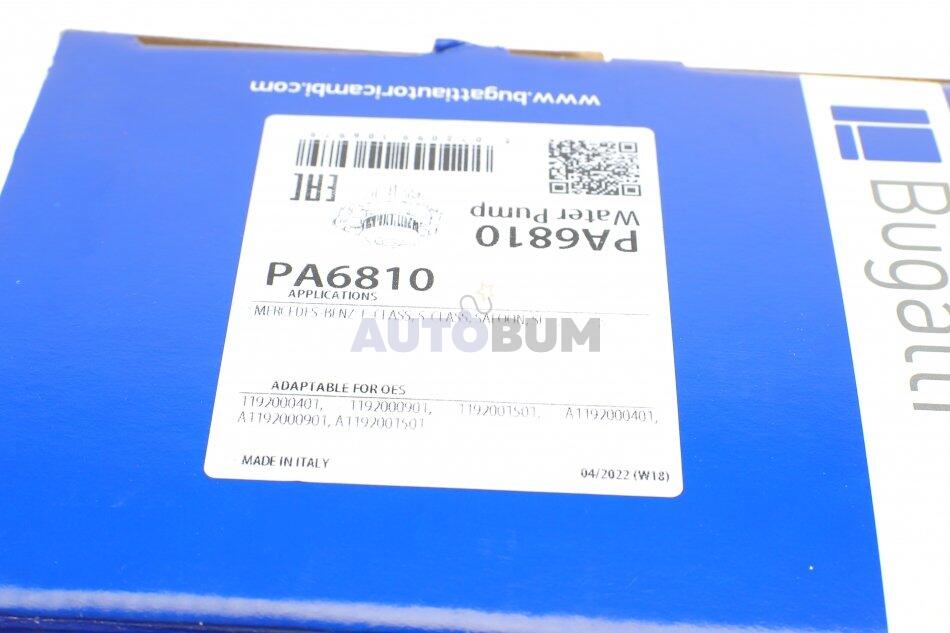 www.bugattiautoricambi.com
EAC
PA6810
Water Pump
PA6810
APPLICATIONS
MERCEDES-BENZ E-CLASS, S-CLASS, SALOON, SL
AUTOBUM
ADAPTABLE FOR OES
1192000401, 1192000901, 1192001501, A1192000401,
A1192000901, A1192001501
MADE IN ITALY
04/2022 (W18)
Bugatti